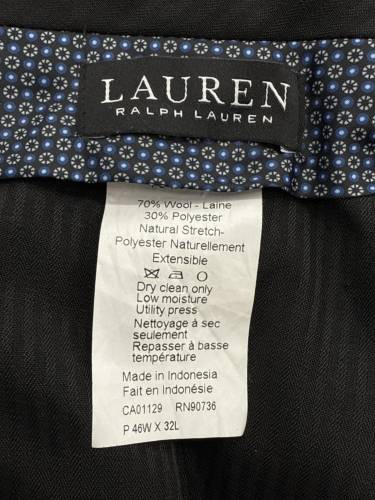 LAUREN
RALPH LAUREN
70% Wool - Laine
30% Polyester
Natural Stretch-
Polyester Naturellement
Extensible
Dry clean only
Low moisture
Utility press
Nettoyage à sec
seulement
Repasser à basse
température
Made in Indonesia
Fait en Indonésie
CA01129 RN90736
P 46W X 32L